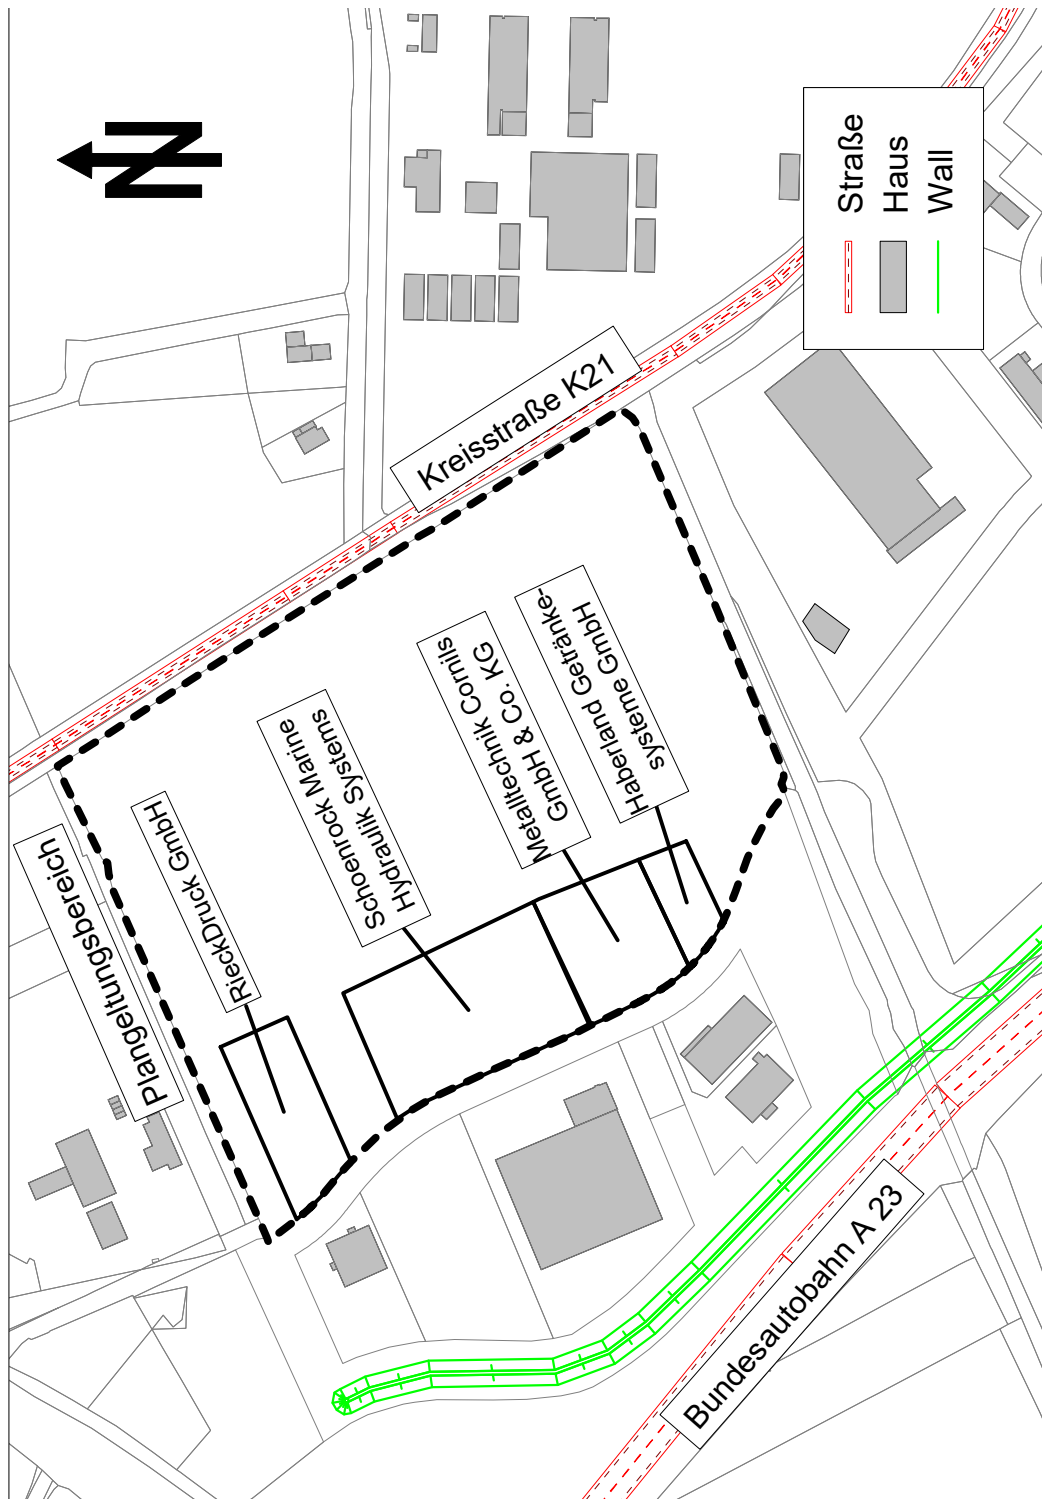 N
Straße
Haus
Wall
Kreisstraße K21
Plangeltungsbereich
RieckDruck GmbH
Schoenrock Marine
Hydraulik Systems
Metalltechnik Cornils
GmbH & Co. KG
Haberland Getränke-
systeme GmbH
Bundesautobahn A 23